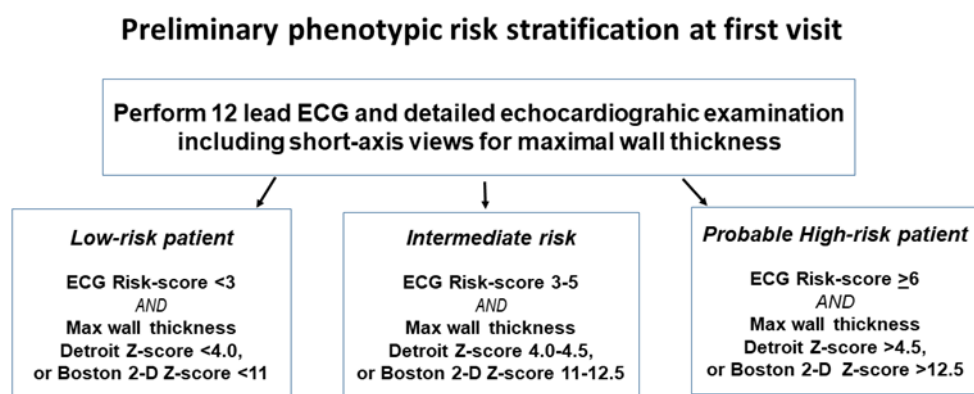 Preliminary phenotypic risk stratification at first visit
Perform 12 lead ECG and detailed echocardiograhic examination
including short-axis views for maximal wall thickness
Low-risk patient
ECG Risk-score <3
AND
Max wall thickness
Detroit Z-score <4.0,
or Boston 2-D Z-score <11
Intermediate risk
ECG Risk-score 3-5
AND
Max wall thickness
Detroit Z-score 4.0-4.5,
or Boston 2-D Z-score 11-12.5
Probable High-risk patient
ECG Risk-score ≥6
AND
Max wall thickness
Detroit Z-score >4.5,
or Boston 2-D Z-score >12.5